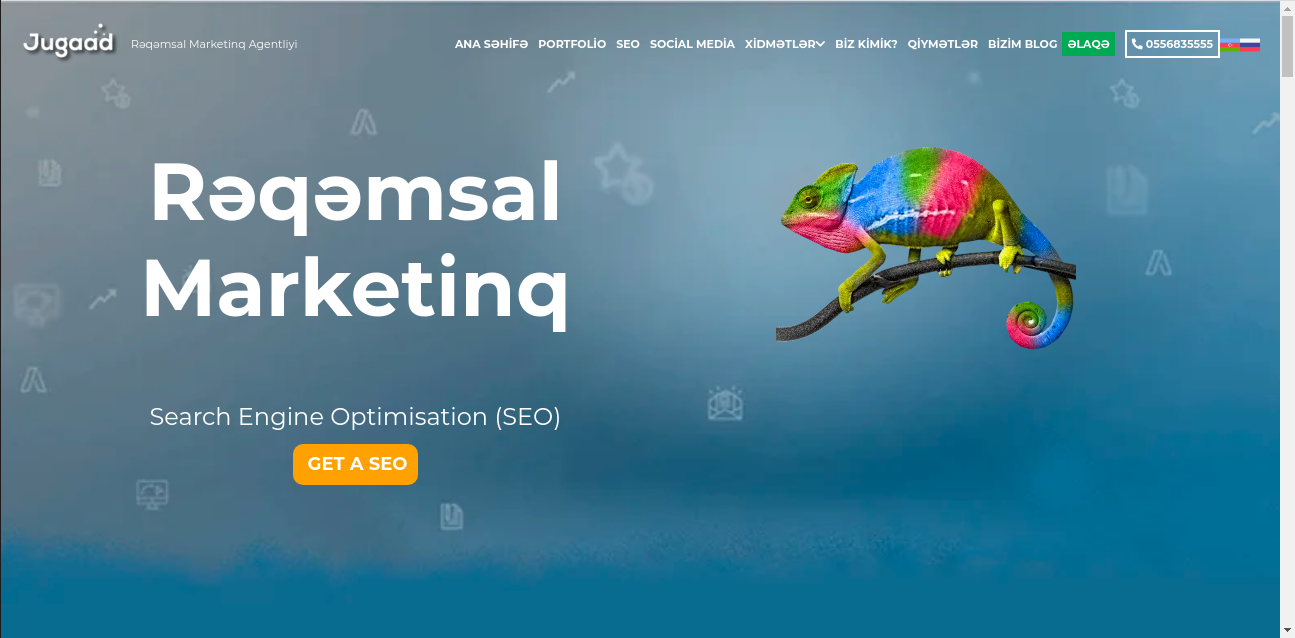 Jugaad
Rəqəmsal Marketinq Agentliyi
ANA SƏHİFƏ PORTFOLİO SEO SOCİAL MEDİA XİDMƏTLƏR BİZ KİMİK? QİYMƏTLƏR BİZİM BLOG ƏLAQƏ 0556835555
Rəqəmsal
Marketinq
Search Engine Optimisation (SEO)
GET A SEO